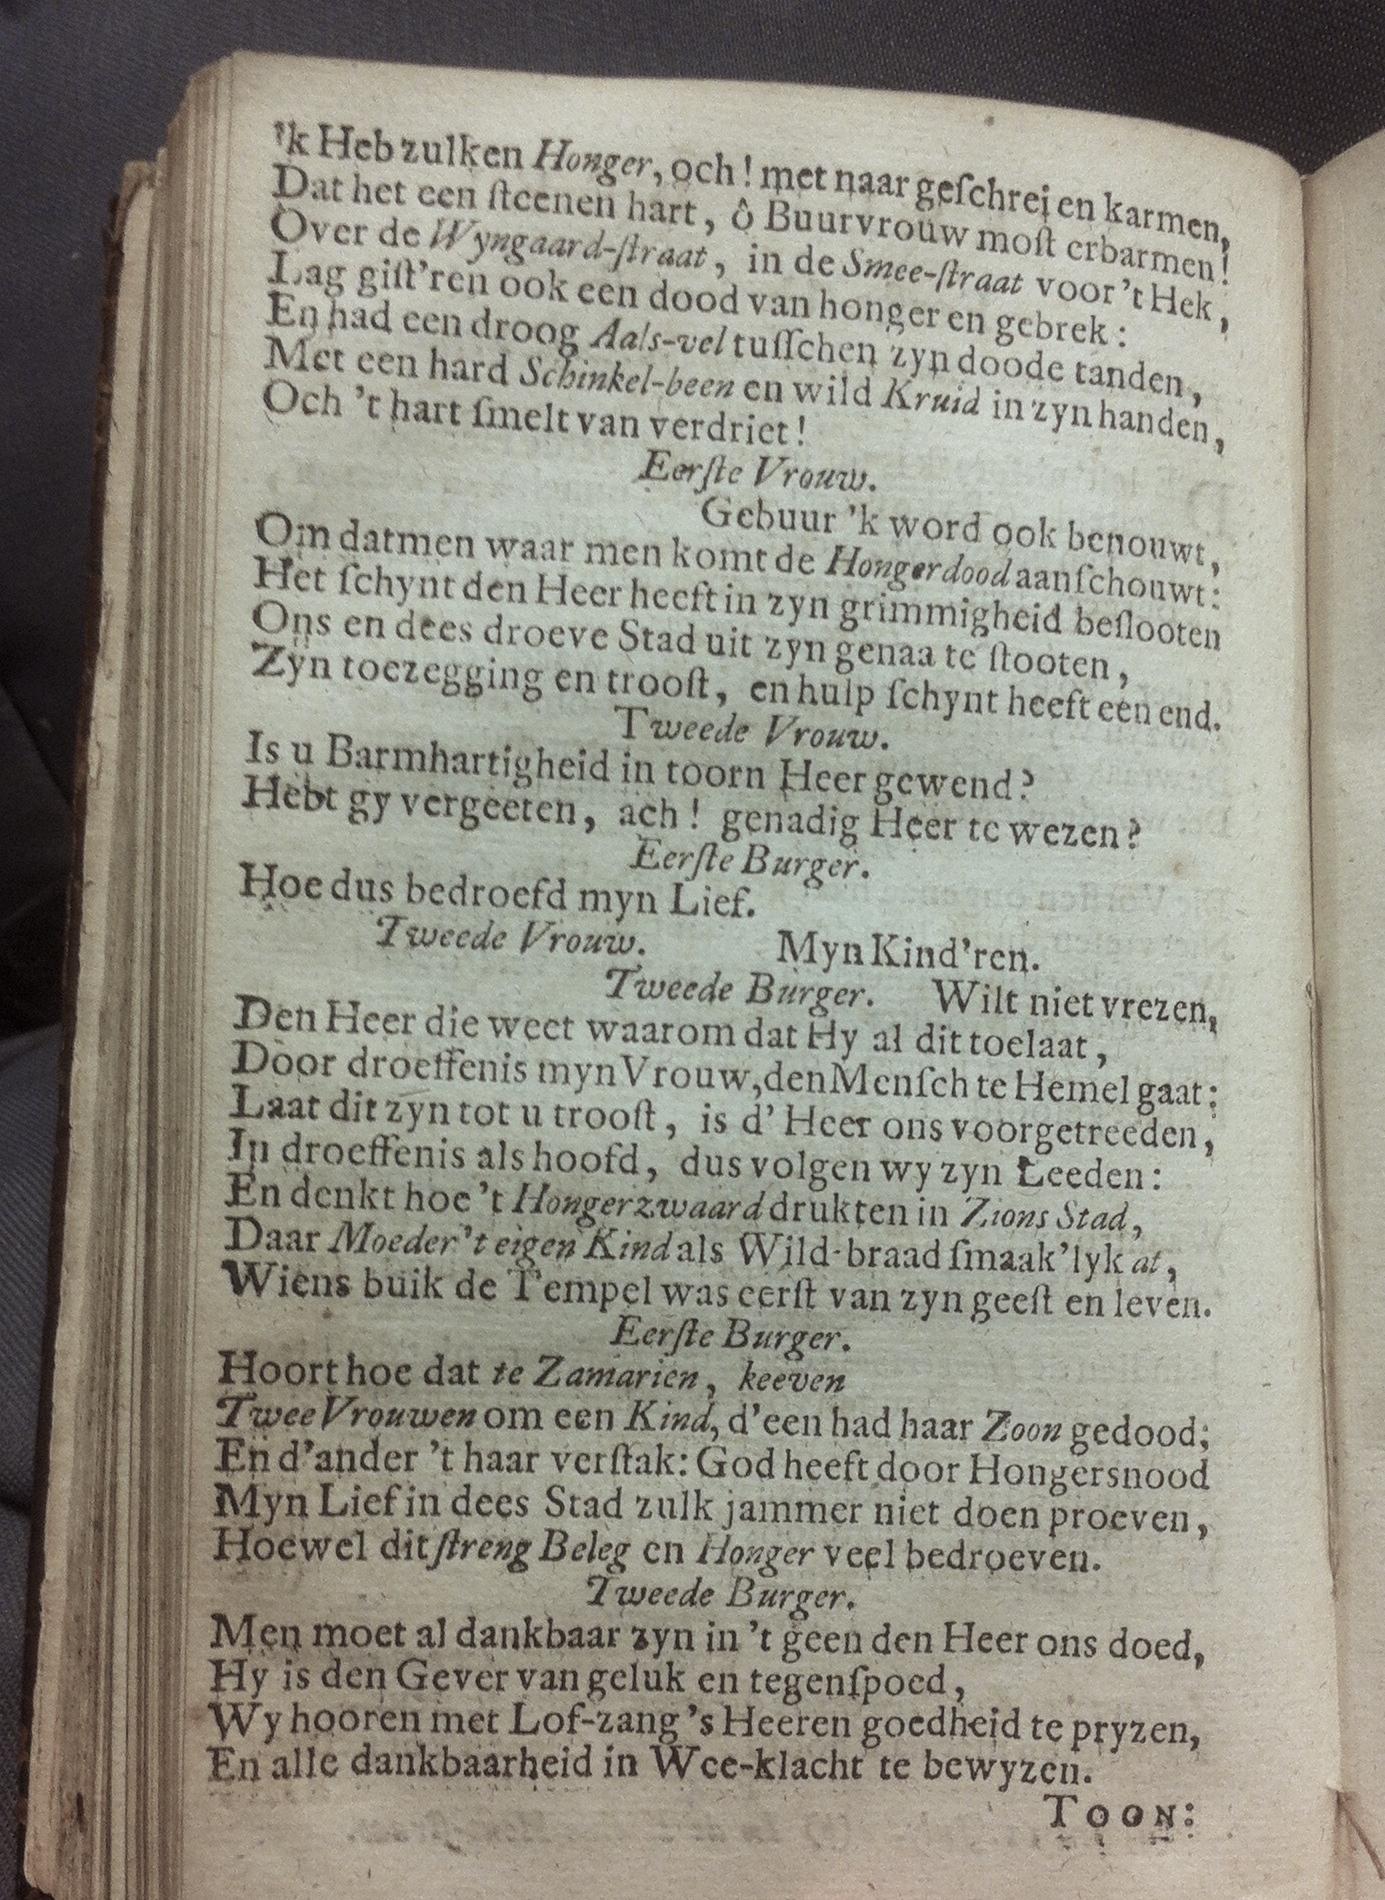 'k Heb zulken Honger, och! met naar geſchrei en karmen,
Dat het een ſteenen hart, ô Buurvrouw moſt erbarmen!
Over de Wyngaard-ſtraat, in de Smee-ſtraat voor 't Hek,
Lag giſt'ren ook een dood van honger en gebrek:
En had een droog Aals-vel tuſſchen zyn doode tanden,
Met een hard Schinkel-been en wild Kruid in zyn handen,
Och 't hart ſmelt van verdriet!
Eerſte Vrouw.
Gebuur 'k word ook benouwt,
Om datmen waar men komt de Hongerdood aanſchouwt:
Het ſchynt den Heer heeft in zyn grimmigheid beſlooten
Ons en dees droeve Stad uit zyn genaa te ſtooten,
Zyn toezegging en trooſt, en hulp ſchynt heeft een end.
Tweede Vrouw.
Is u Barmhartigheid in toorn Heer gewend?
Hebt gy vergeeten, ach! genadig Heer te wezen?
Eerſte Burger.
Hoe dus bedroefd myn Lief.
Tweede Vrouw. Myn Kind'ren.
Tweede Burger. Wilt niet vrezen,
Den Heer die weet waarom dat Hy al dit toelaat,
Door droeffenis myn Vrouw, den Menſch te Hemel gaat;
Laat dit zyn tot u trooſt, is d' Heer ons voorgetreeden,
In droeffenis als hoofd, dus volgen wy zyn Leeden:
En denkt hoe 't Hongerzwaard drukten in Zions Stad,
Daar Moeder 't eigen Kind als Wild-braad ſmaak'lyk at,
Wiens buik de Tempel was eerſt van zyn geeſt en leven.
Eerſte Burger.
Hoort hoe dat te Zamarien, keeven
Twee Vrouwen om een Kind, d'een had haar Zoon gedood;
En d'ander 't haar verſtak: God heeft door Hongersnood
Myn Lief in dees Stad zulk jammer niet doen proeven,
Hoewel dit ſtreng Beleg en Honger veel bedroeven.
Tweede Burger.
Men moet al dankbaar zyn in 't geen den Heer ons doed,
Hy is den Gever van geluk en tegenſpoed,
Wy hooren met Lof-zang 's Heeren goedheid te pryzen,
En alle dankbaarheid in Wee-klacht te bewyzen.
TOON: